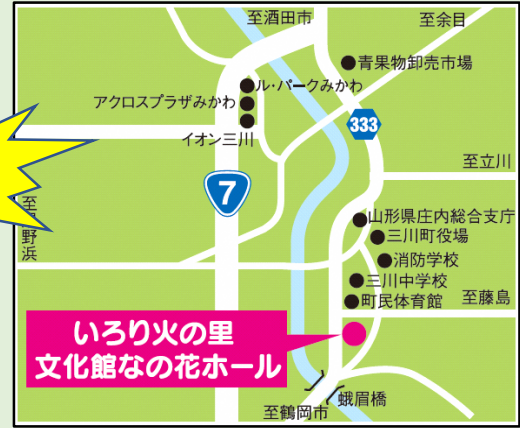 至酒田市
至余目
青果物卸売市場
ル・パークみかわ
アクロスプラザみかわ
イオン三川
333
至立川
7
山形県庄内総合支庁
三川町役場
消防学校
三川中学校
町民体育館
至藤島
至
野
浜
いろり火の里
文化館なの花ホール
蛾眉橋
至鶴岡市